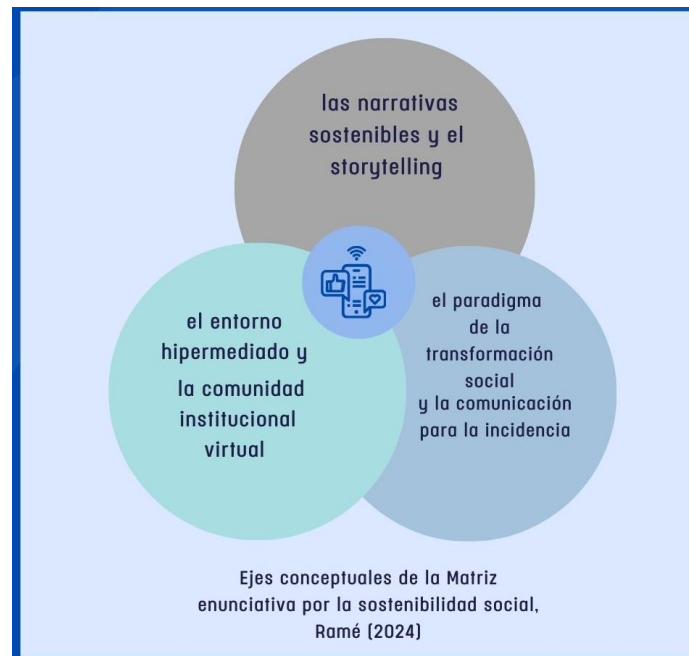 las narrativas
sostenibles y el
storytelling
el entorno
hipermediado y
la comunidad
institucional
virtual
el paradigma
de la
transformación
social
y la comunicación
para la incidencia
Ejes conceptuales de la Matriz
enunciativa por la sostenibilidad social,
Ramé (2024)